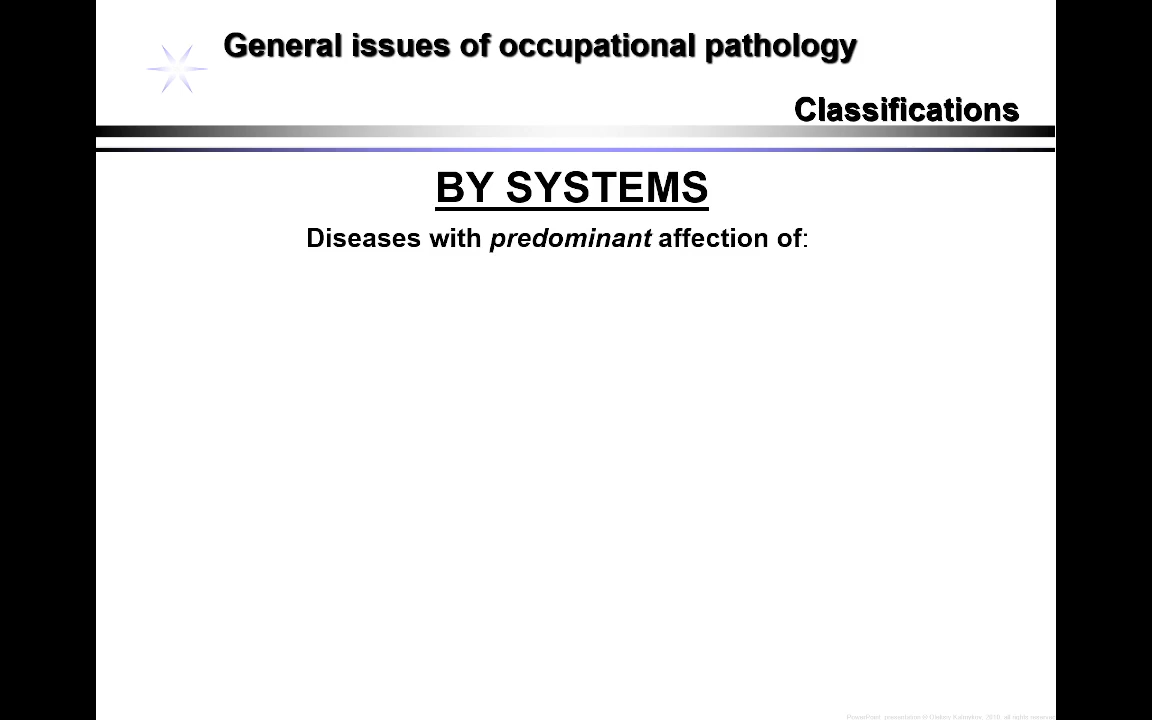 General issues of occupational pathology
Classifications
BY SYSTEMS
Diseases with predominant affection of: